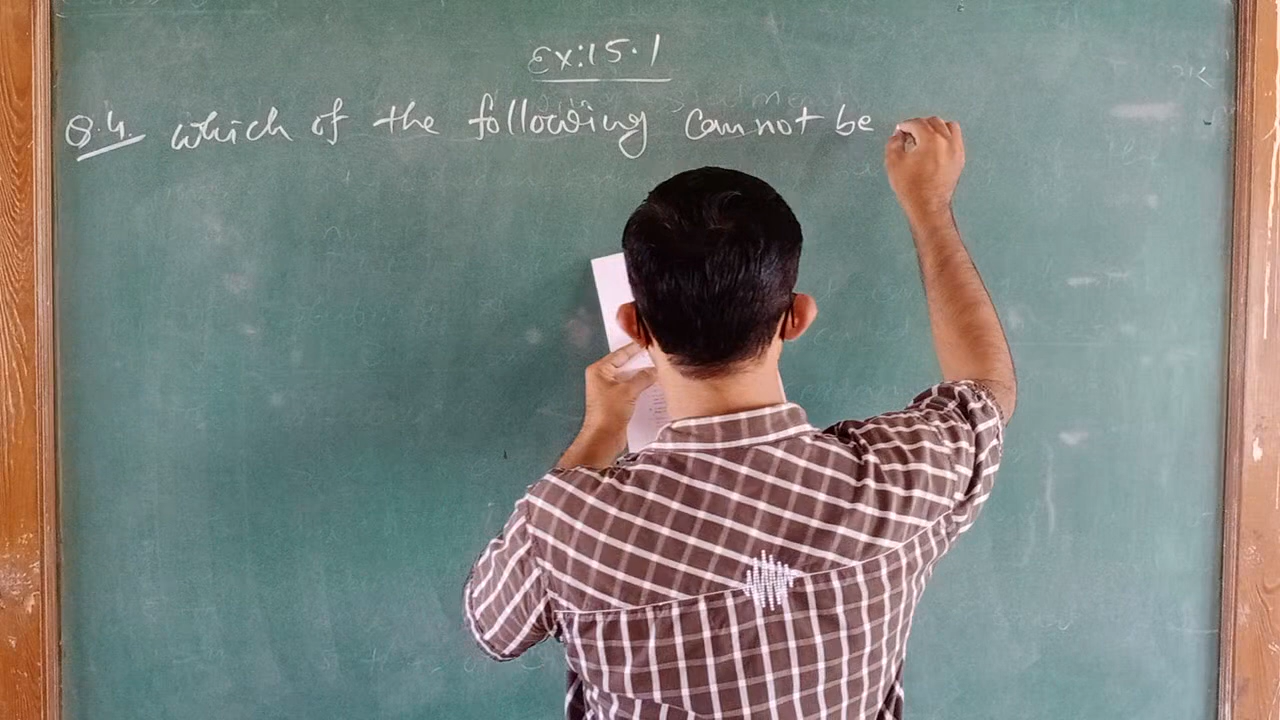 Ex:15.1
Q.4. which of the following cannot be